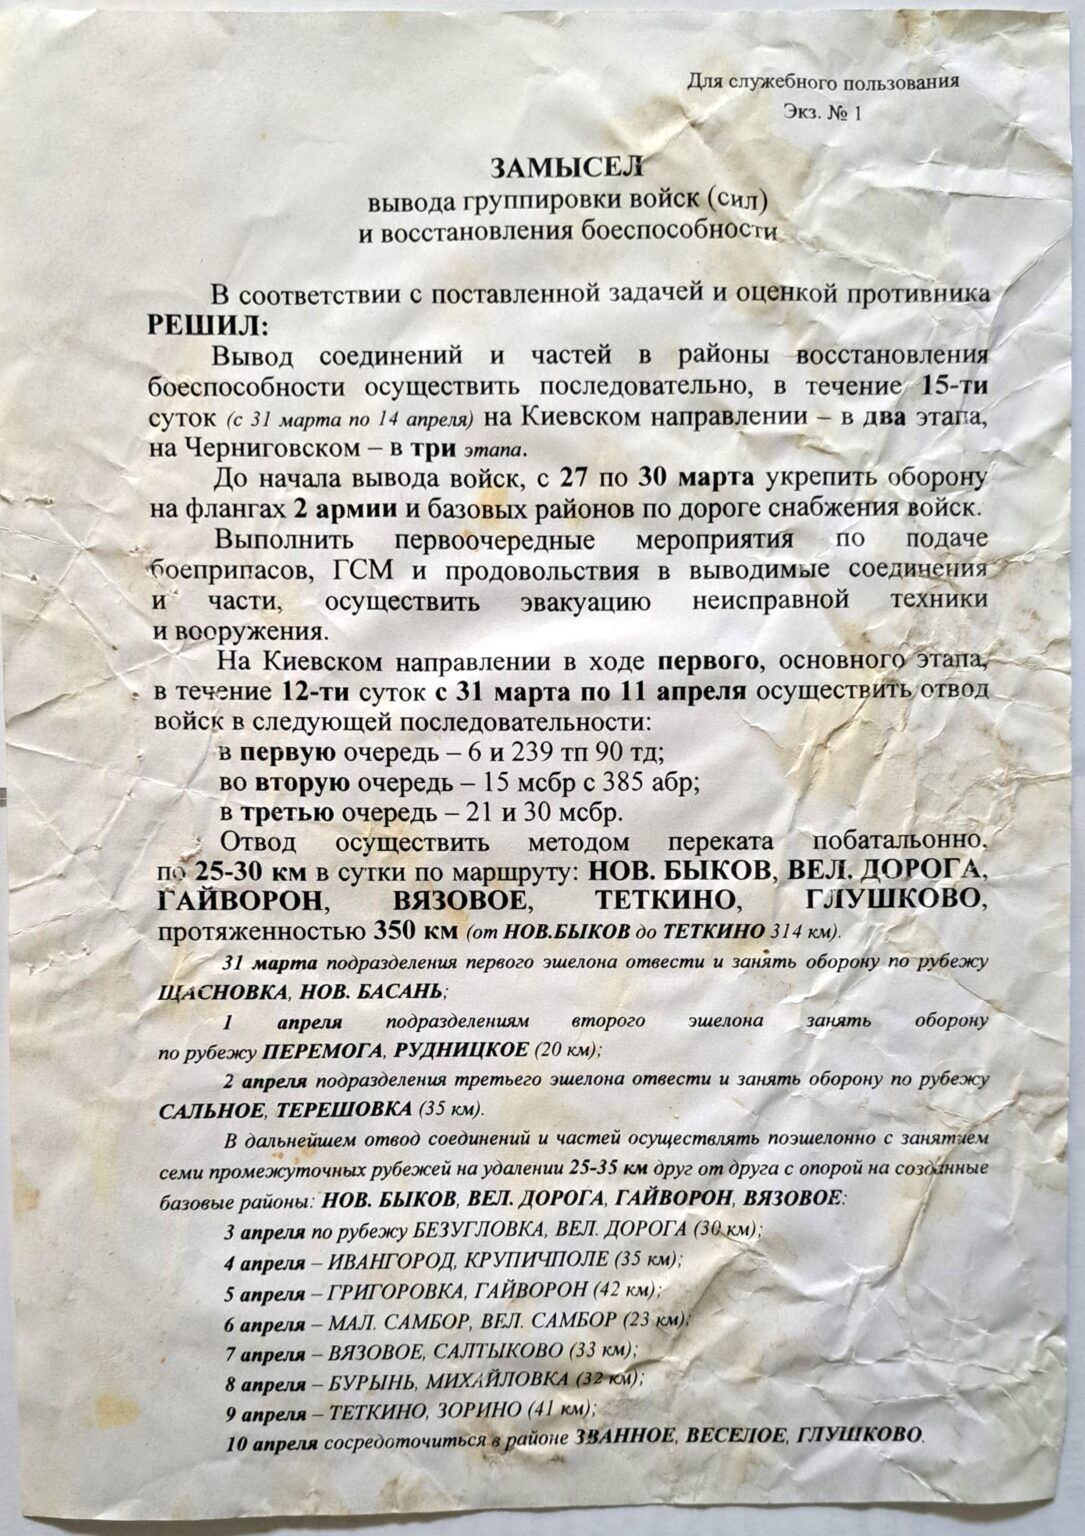 Для служебного пользования
Экз. № 1
ЗАМЫСЕЛ
вывода группировки войск (сил)
и восстановления боеспособности
В соответствии с поставленной задачей и оценкой противника
РЕШИЛ:
Вывод соединений и частей в районы восстановления
боеспособности осуществить последовательно, в течение 15-ти
суток (с 31 марта по 14 апреля) на Киевском направлении – в два этапа,
на Черниговском – в три этапа.
До начала вывода войск, с 27 по 30 марта укрепить оборону
на флангах 2 армии и базовых районов по дороге снабжения войск.
Выполнить первоочередные мероприятия по подаче
боеприпасов, ГСМ и продовольствия в выводимые соединения
и части, осуществить эвакуацию неисправной техники
и вооружения.
На Киевском направлении в ходе первого, основного этапа,
в течение 12-ти суток с 31 марта по 11 апреля осуществить отвод
войск в следующей последовательности:
в первую очередь – 6 и 239 тп 90 тд;
во вторую очередь – 15 мсбр с 385 абр;
в третью очередь – 21 и 30 мсбр.
Отвод осуществить методом переката побатальонно,
по 25-30 км в сутки по маршруту: НОВ. БЫКОВ, ВЕЛ. ДОРОГА,
ГАЙВОРОН, ВЯЗОВОЕ, ТЕТКИНО, ГЛУШКОВО,
протяженностью 350 км (от НОВ.БЫКОВ до ТЕТКИНО 314 км).
31 марта подразделения первого эшелона отвести и занять оборону по рубежу
ЩАСНОВКА, НОВ. БАСАНЬ;
1 апреля подразделениям второго эшелона занять оборону
по рубежу ПЕРЕМОГА, РУДНИЦКОЕ (20 км);
2 апреля подразделения третьего эшелона отвести и занять оборону по рубежу
САЛЬНОЕ, ТЕРЕШОВКА (35 км).
В дальнейшем отвод соединений и частей осуществлять поэшелонно с занятием
семи промежуточных рубежей на удалении 25-35 км друг от друга с опорой на созданные
базовые районы: НОВ. БЫКОВ, ВЕЛ. ДОРОГА, ГАЙВОРОН, ВЯЗОВОЕ:
3 апреля по рубежу БЕЗУГЛОВКА, ВЕЛ. ДОРОГА (30 км);
4 апреля – ИВАНГОРОД, КРУПИЧПОЛЕ (35 км);
5 апреля – ГРИГОРОВКА, ГАЙВОРОН (42 км);
6 апреля – МАЛ. САМБОР, ВЕЛ. САМБОР (23 км);
7 апреля – ВЯЗОВОЕ, САЛТЫКОВО (33 км);
8 апреля – БУРЫНЬ, МИХАЙЛОВКА (32 км);
9 апреля – ТЕТКИНО, ЗОРИНО (41 км);
10 апреля сосредоточиться в районе ЗВАННОЕ, ВЕСЕЛОЕ, ГЛУШКОВО.